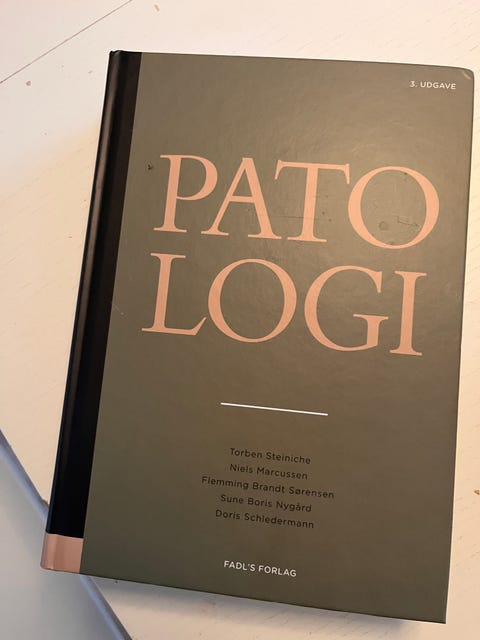 3. UDGAVE
PATO
LOGI
Torben Steiniche
Niels Marcussen
Flemming Brandt Sørensen
Sune Boris Nygård
Doris Schledermann
FADL'S FORLAG